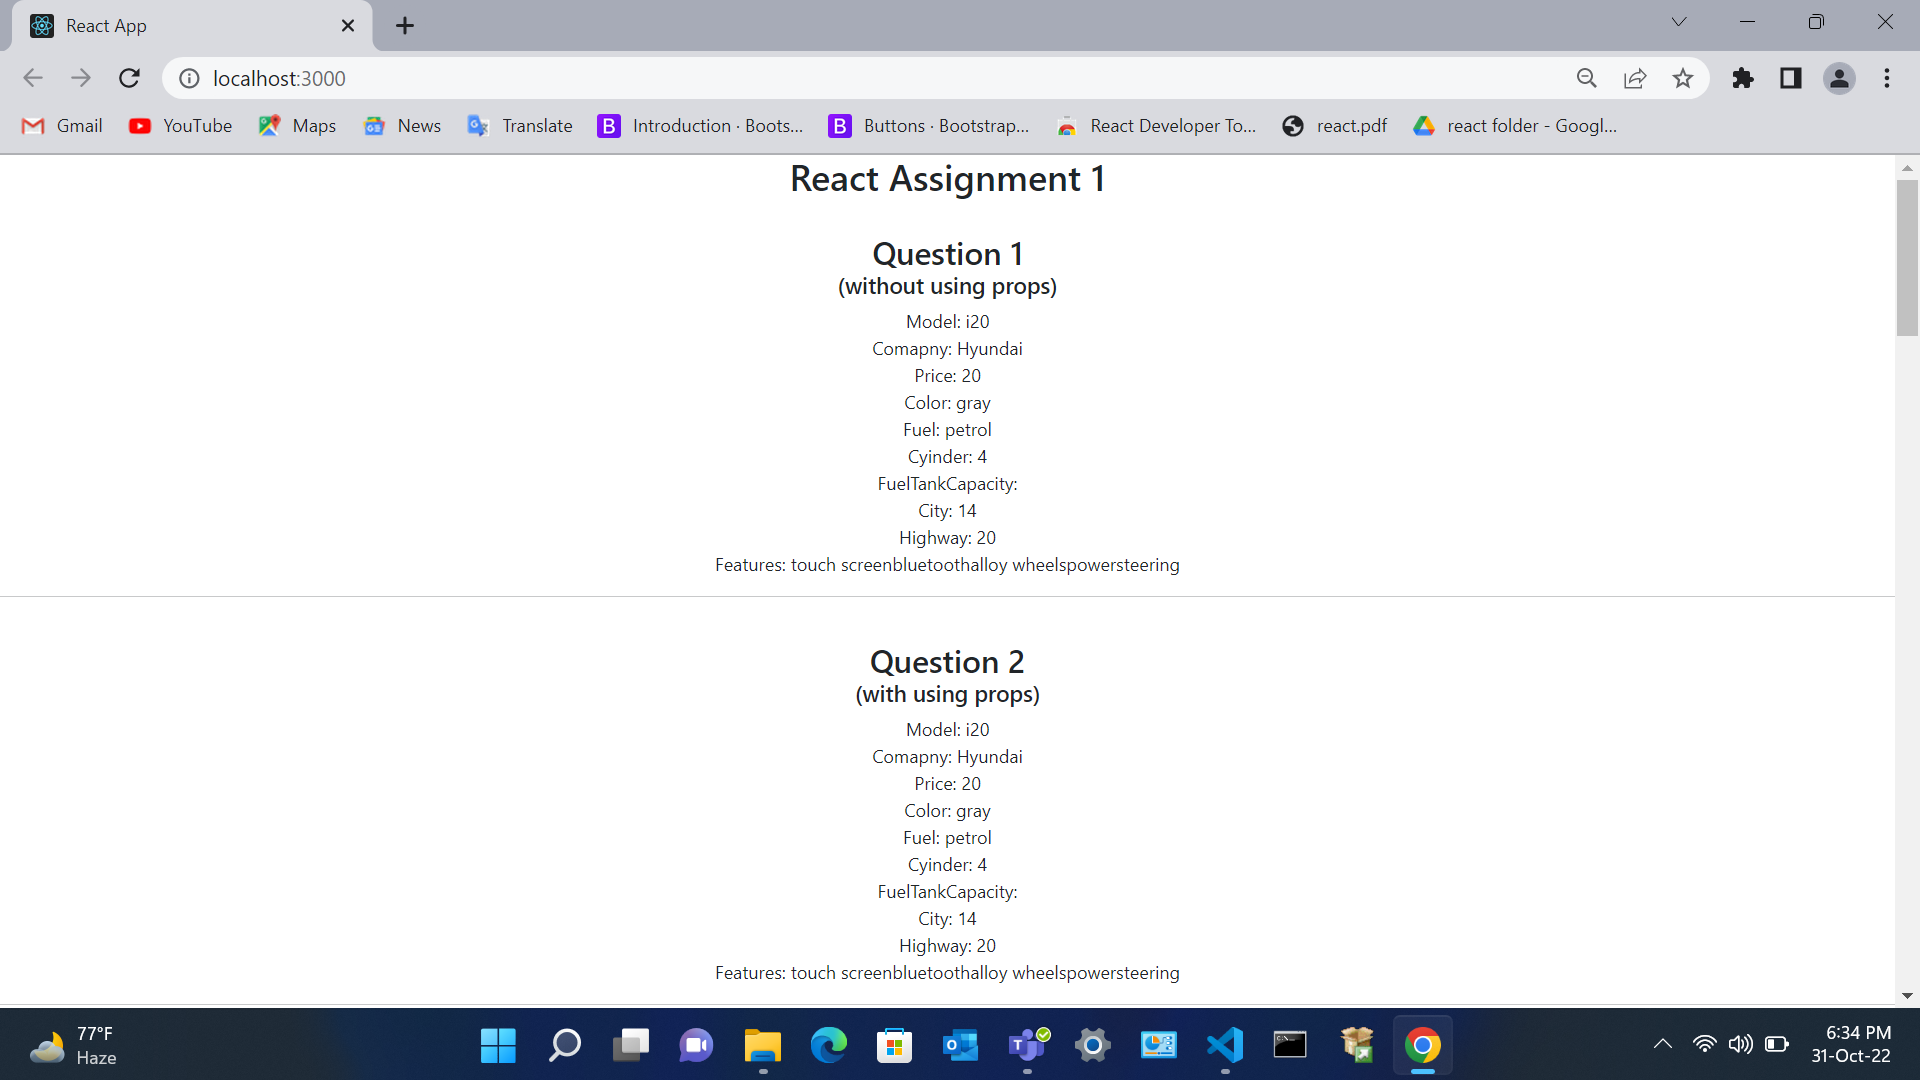 React App
localhost:3000
Gmail YouTube Maps News Translate Introduction · Boots... Buttons · Bootstrap... React Developer To... react.pdf react folder - Googl...
React Assignment 1
Question 1
(without using props)
Model: i20
Comapny: Hyundai
Price: 20
Color: gray
Fuel: petrol
Cyinder: 4
FuelTankCapacity:
City: 14
Highway: 20
Features: touch screenbluetoothalloy wheelspowersteering
Question 2
(with using props)
Model: i20
Comapny: Hyundai
Price: 20
Color: gray
Fuel: petrol
Cyinder: 4
FuelTankCapacity:
City: 14
Highway: 20
Features: touch screenbluetoothalloy wheelspowersteering
77°F
Haze
6:34 PM
31-Oct-22